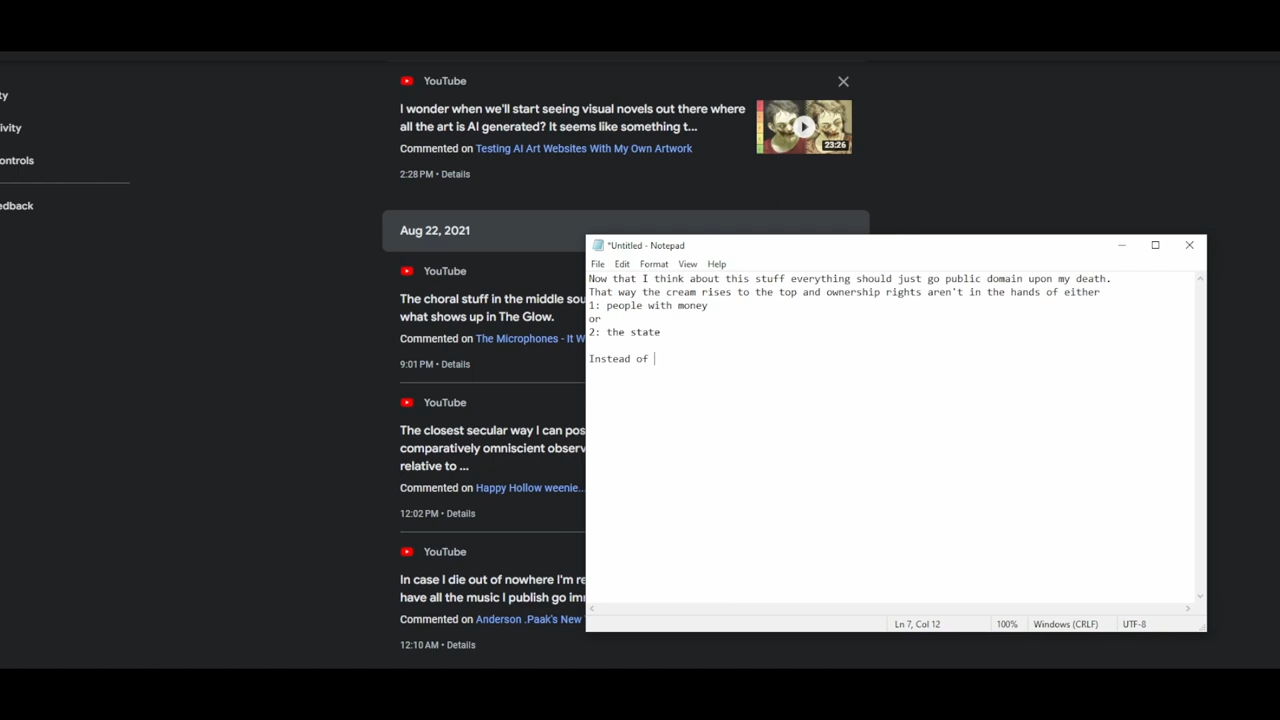 ty
YouTube
I wonder when we'll start seeing visual novels out there where
all the art is AI generated? It seems like something t...
23:26
Commented on Testing AI Art Websites With My Own Artwork
2:28 PM • Details
ivity
ontrols
edback
Aug 22, 2021
YouTube
The choral stuff in the middle sou
what shows up in The Glow.
Commented on The Microphones - It W
9:01 PM • Details
YouTube
The closest secular way I can pos
comparatively omniscient observ
relative to ...
Commented on Happy Hollow weenie...
12:02 PM • Details
YouTube
In case I die out of nowhere I'm re
have all the music I publish go im
Commented on Anderson .Paak's New
12:10 AM • Details
*Untitled - Notepad
File Edit Format View Help
Now that I think about this stuff everything should just go public domain upon my death.
That way the cream rises to the top and ownership rights aren't in the hands of either
1: people with money
or
2: the state
Instead of
Ln 7, Col 12 100% Windows (CRLF) UTF-8